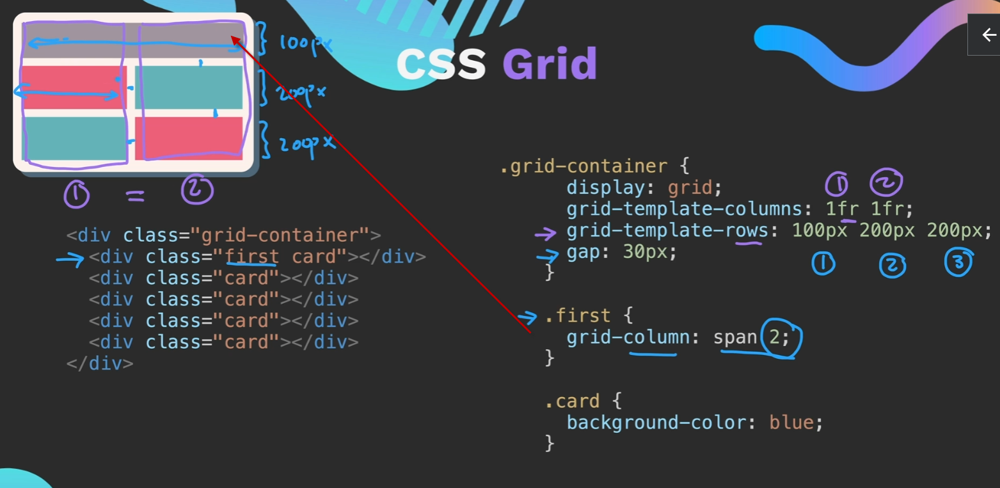 CSS Grid
100px
200px
200px
1 = 2
<div class="grid-container">
<div class="first card"></div>
<div class="card"></div>
<div class="card"></div>
<div class="card"></div>
<div class="card"></div>
</div>
1 2
.grid-container {
display: grid;
grid-template-columns: 1fr 1fr;
grid-template-rows: 100px 200px 200px;
gap: 30px;
}
1 2 3
.first {
grid-column: span 2;
}
.card {
background-color: blue;
}